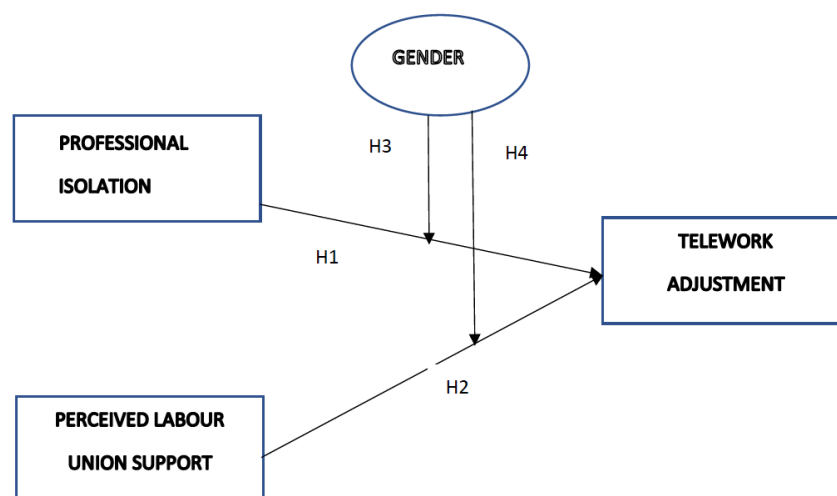 GENDER
PROFESSIONAL
ISOLATION
H3
H4
H1
TELEWORK
ADJUSTMENT
H2
PERCEIVED LABOUR
UNION SUPPORT